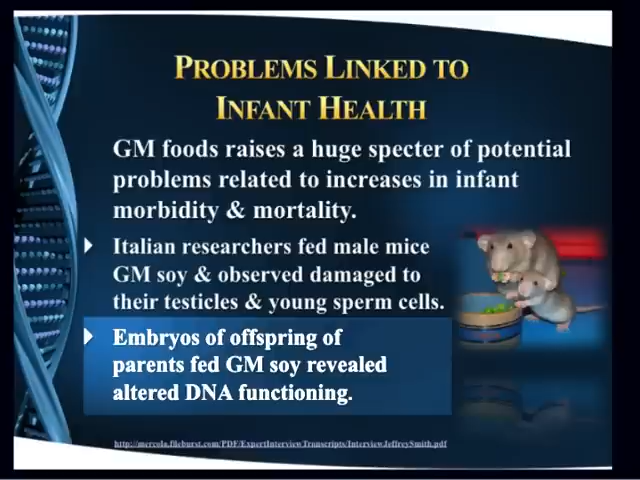 PROBLEMS LINKED TO
INFANT HEALTH
GM foods raises a huge specter of potential
problems related to increases in infant
morbidity & mortality.
Italian researchers fed male mice
GM soy & observed damaged to
their testicles & young sperm cells.
Embryos of offspring of
parents fed GM soy revealed
altered DNA functioning.
http://mercola.fileburst.com/PDF/ExpertInterviewTranscripts/InterviewJeffreySmith.pdf